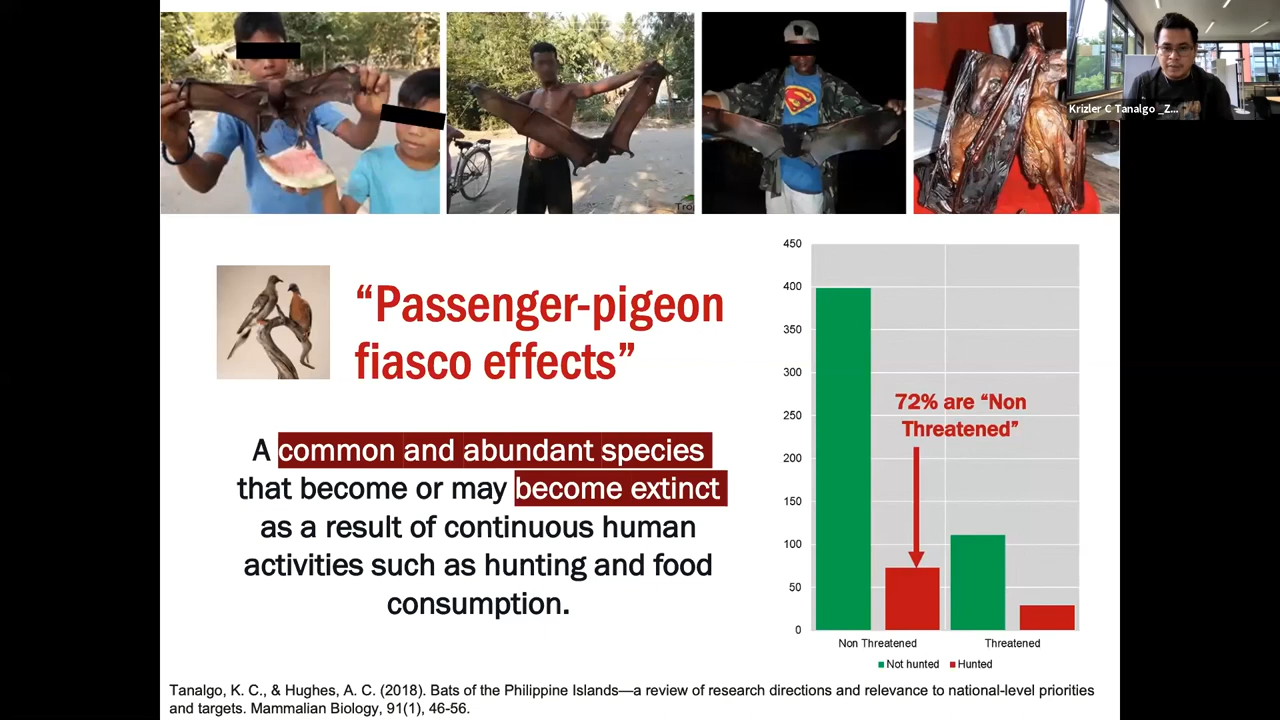 Krizler C Tanalgo _Z...
Tro
“Passenger-pigeon
fiasco effects”
A common and abundant species
that become or may become extinct
as a result of continuous human
activities such as hunting and food
consumption.
450
400
350
300
250
200
150
100
50
0
72% are “Non
Threatened”
Non Threatened
Threatened
Not hunted
Hunted
Tanalgo, K. C., & Hughes, A. C. (2018). Bats of the Philippine Islands—a review of research directions and relevance to national-level priorities
and targets. Mammalian Biology, 91(1), 46-56.